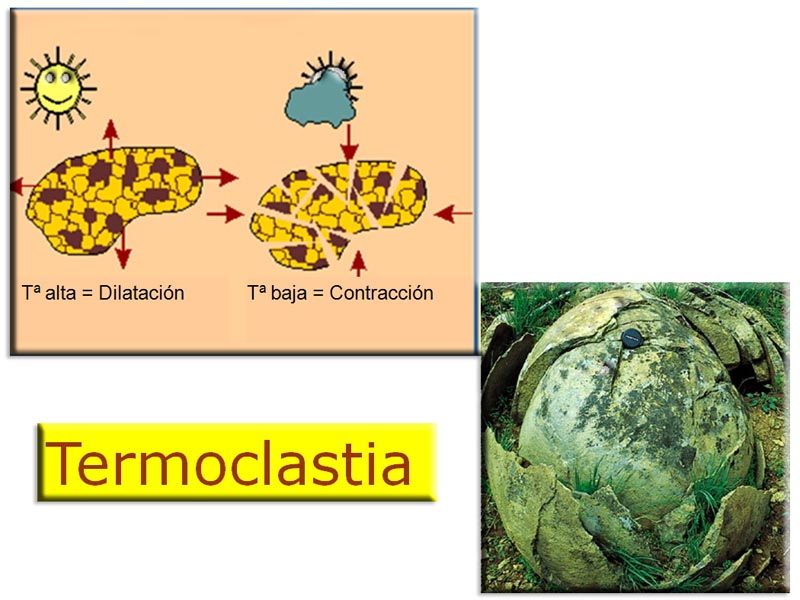 Tª alta = Dilatación
Tª baja = Contracción
Termoclastia